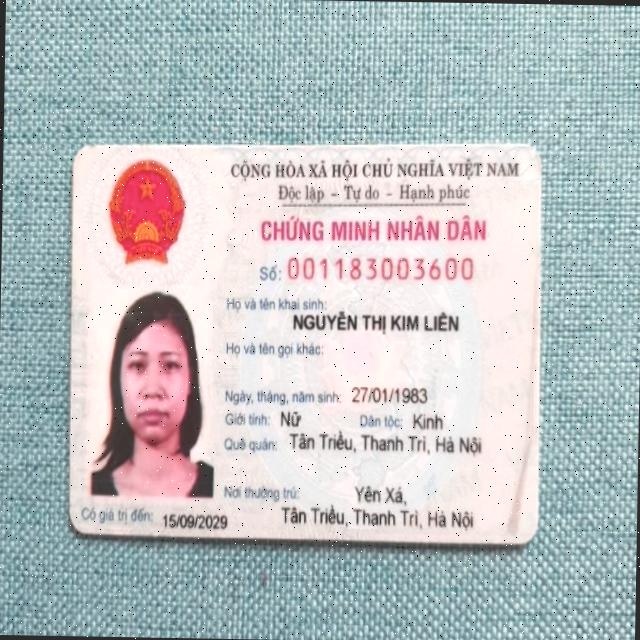 CỘNG HÒA XÃ HỘI CHỦ NGHĨA VIỆT NAM
Độc lập - Tự do - Hạnh phúc
CHỨNG MINH NHÂN DÂN
Số: 001183003600
Họ và tên khai sinh:
NGUYỄN THỊ KIM LIÊN
Họ và tên gọi khác:
Ngày, tháng, năm sinh: 27/01/1983
Giới tính: Nữ Dân tộc: Kinh
Quê quán: Tân Triều, Thanh Trì, Hà Nội
Nơi thường trú: Yên Xá,
Tân Triều, Thanh Trì, Hà Nội
Có giá trị đến: 15/09/2029